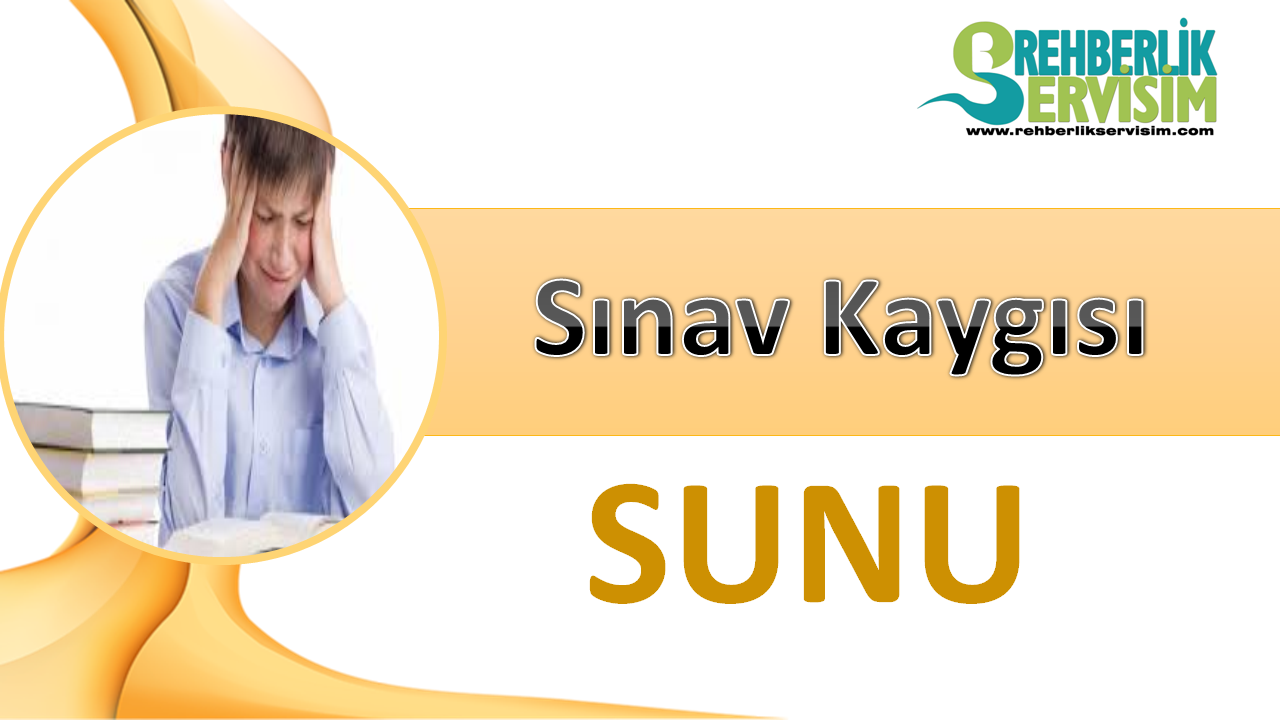 REHBERLİK
SERVİSİM
www.rehberlikservisim.com
Sınav Kaygısı
SUNU